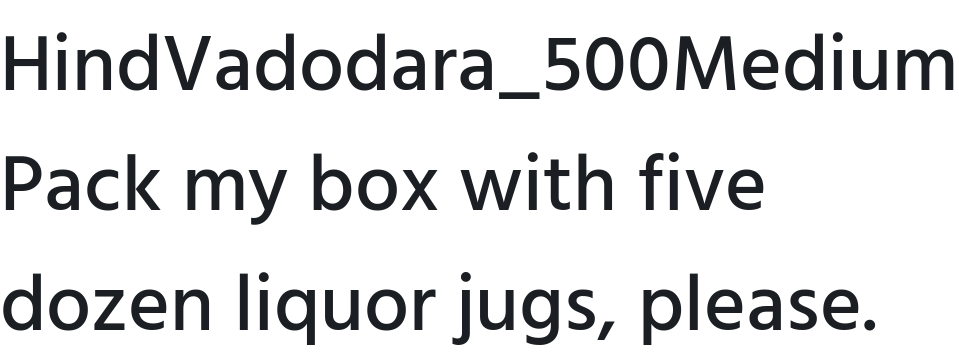 HindVadodara_500Medium
Pack my box with five
dozen liquor jugs, please.